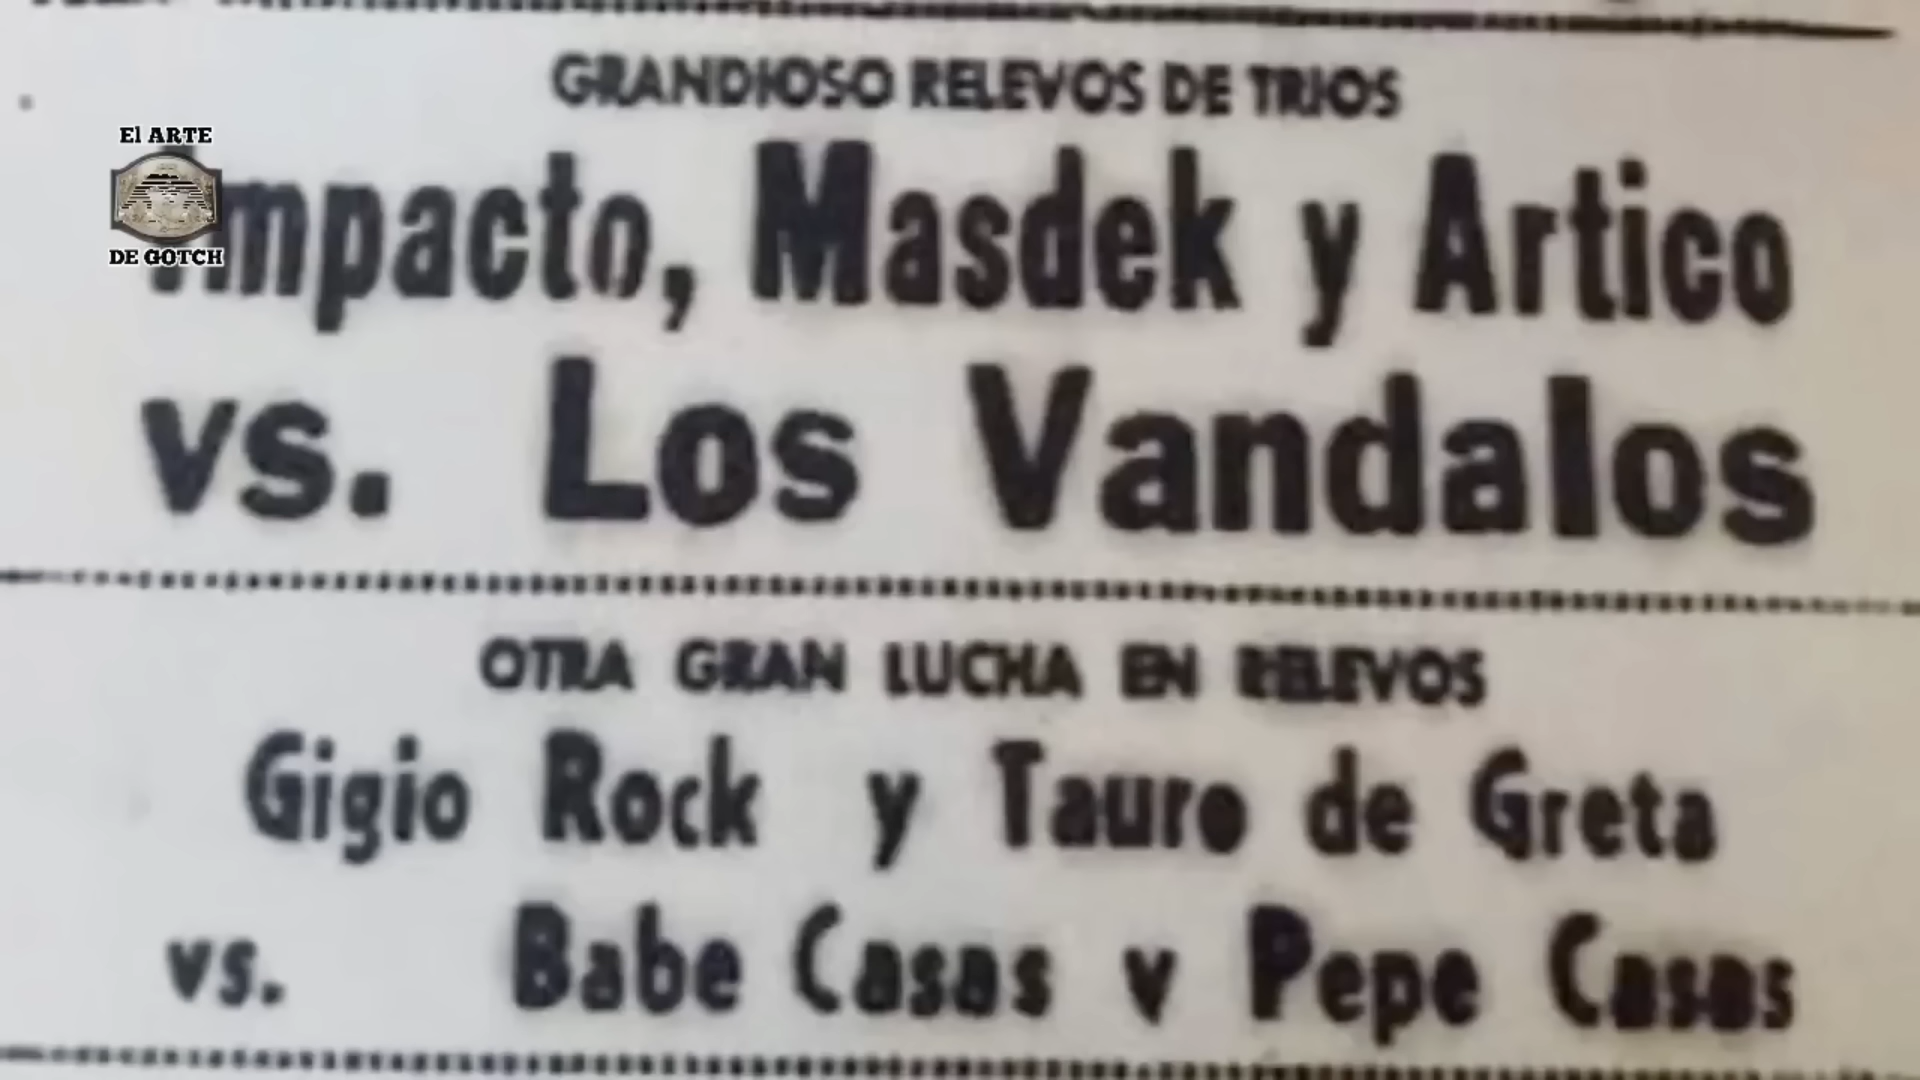 GRANDIOSO RELEVOS DE TRIOS
El ARTE
DE GOTCH
Impacto, Masdek y Artico
vs. Los Vandalos
OTRA GRAN LUCHA EN RELEVOS
Gigio Rock y Tauro de Greta
vs. Babe Casas y Pepe Casas